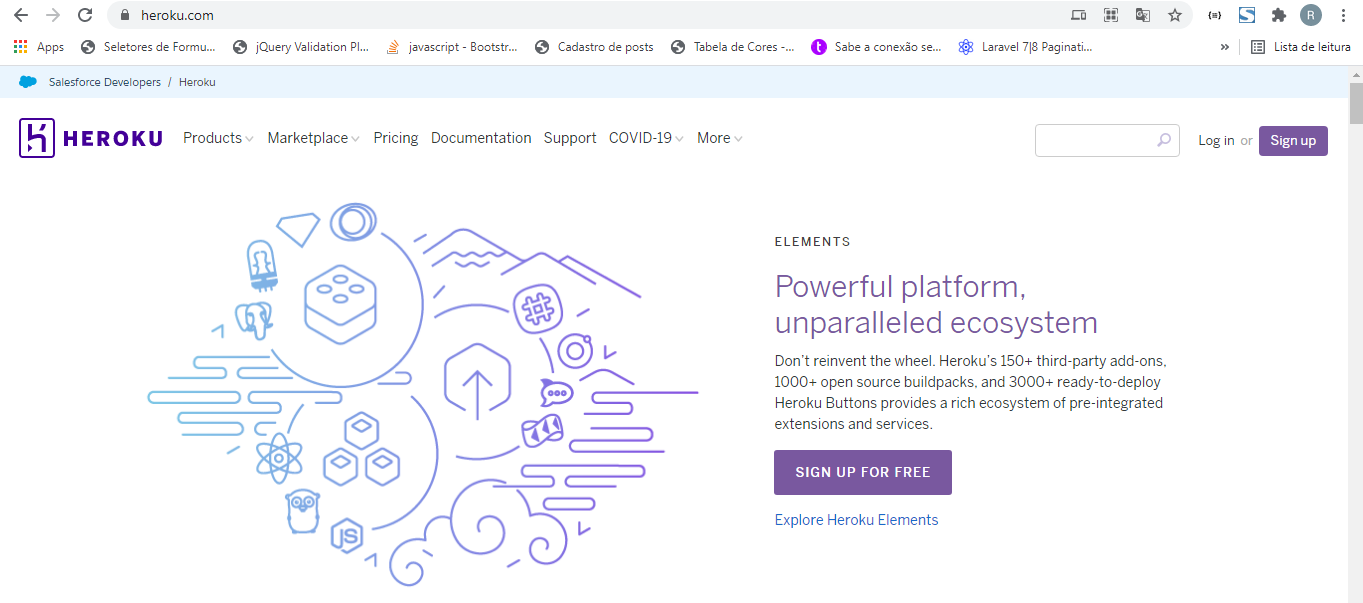 heroku.com
R
Apps
Seletores de Formu...
jQuery Validation Pl...
javascript - Bootstr...
Cadastro de posts
Tabela de Cores -...
Sabe a conexão se...
Laravel 7|8 Paginati...
»
Lista de leitura
Salesforce Developers / Heroku
HEROKU
Products
Marketplace
Pricing
Documentation
Support
COVID-19
More
Log in or
Sign up
JS
ELEMENTS
Powerful platform,
unparalleled ecosystem
Don't reinvent the wheel. Heroku's 150+ third-party add-ons,
1000+ open source buildpacks, and 3000+ ready-to-deploy
Heroku Buttons provides a rich ecosystem of pre-integrated
extensions and services.
SIGN UP FOR FREE
Explore Heroku Elements